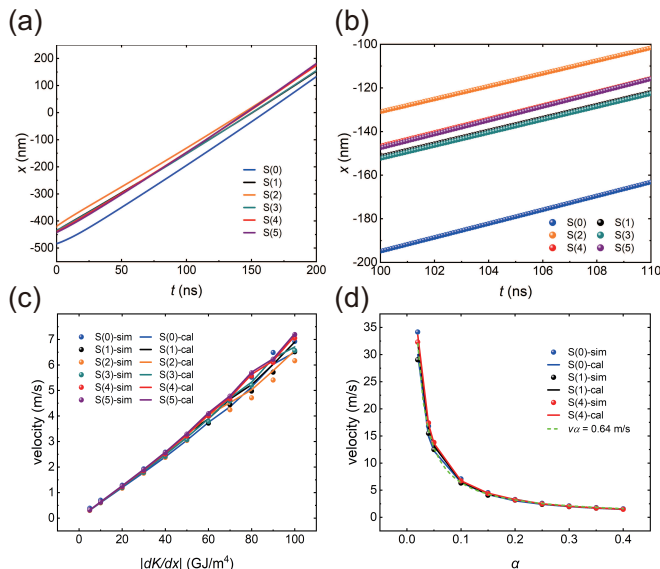 (a)
200
100
0
-100
-200
-300
-400
-500
x (nm)
0 50 100 150 200
t (ns)
S(0)
S(1)
S(2)
S(3)
S(4)
S(5)
(b)
-100
-120
-140
-160
-180
-200
x (nm)
100 102 104 106 108 110
t (ns)
S(0) S(1)
S(2) S(3)
S(4) S(5)
(c)
7
6
5
4
3
2
1
0
velocity (m/s)
0 20 40 60 80 100
|dK/dx| (GJ/m⁴)
S(0)-sim S(0)-cal
S(1)-sim S(1)-cal
S(2)-sim S(2)-cal
S(3)-sim S(3)-cal
S(4)-sim S(4)-cal
S(5)-sim S(5)-cal
(d)
35
30
25
20
15
10
5
0
velocity (m/s)
0.0 0.1 0.2 0.3 0.4
α
S(0)-sim
S(0)-cal
S(1)-sim
S(1)-cal
S(4)-sim
S(4)-cal
vα = 0.64 m/s